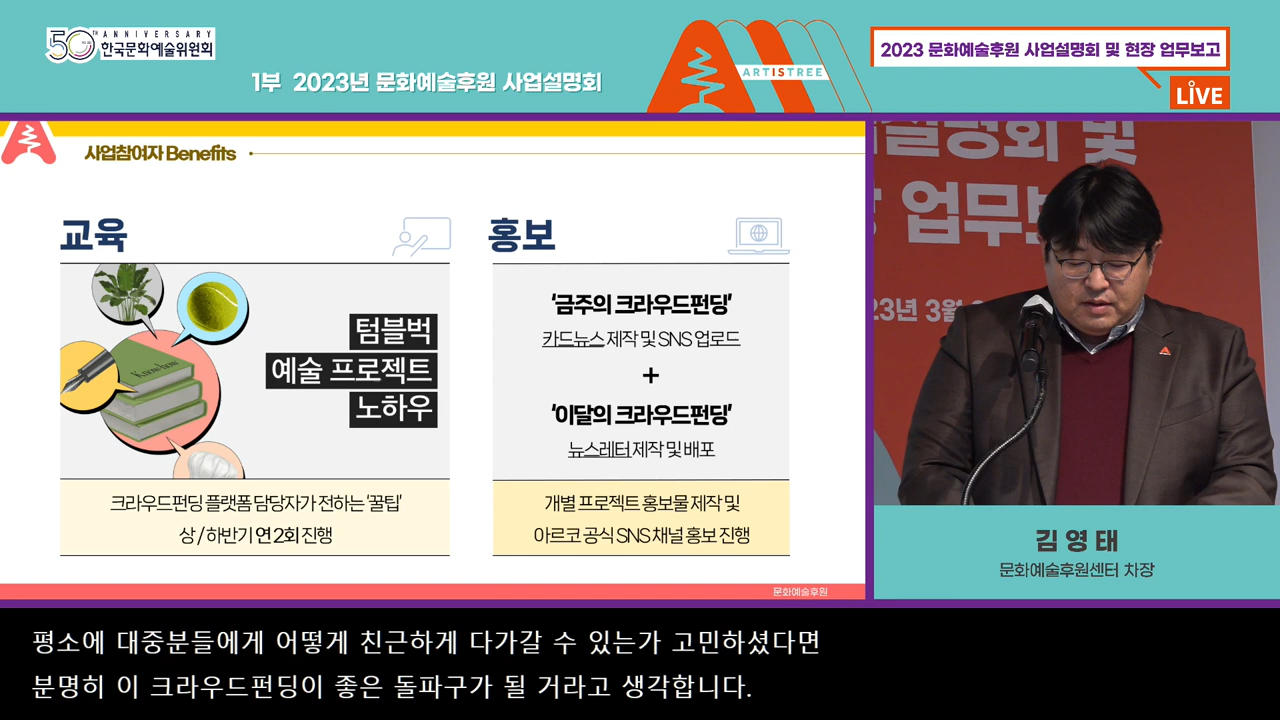 50TH ANNIVERSARY
한국문화예술위원회
1부 2023년 문화예술후원 사업설명회
ARTISTREE
2023 문화예술후원 사업설명회 및 현장 업무보고
LIVE
사업참여자 Benefits
교육
텀블벅
예술 프로젝트
노하우
크라우드펀딩 플랫폼 담당자가 전하는 '꿀팁'
상 / 하반기 연 2회 진행
홍보
'금주의 크라우드펀딩'
카드뉴스 제작 및 SNS 업로드
+
'이달의 크라우드펀딩'
뉴스레터 제작 및 배포
개별 프로젝트 홍보물 제작 및
아르코 공식 SNS 채널 홍보 진행
문화예술후원
설명회 및
업무보
23년 3월
김영태
문화예술후원센터 차장
평소에 대중분들에게 어떻게 친근하게 다가갈 수 있는가 고민하셨다면
분명히 이 크라우드펀딩이 좋은 돌파구가 될 거라고 생각합니다.